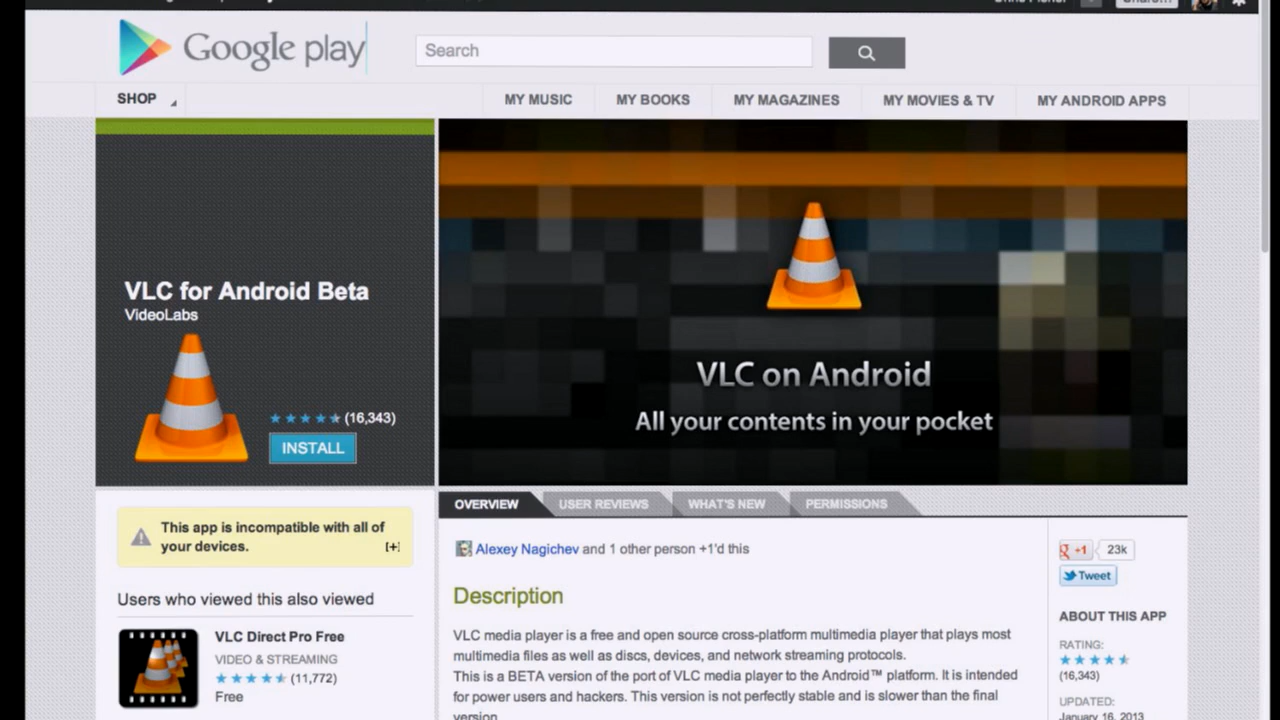 Google play
Search
SHOP
MY MUSIC
MY BOOKS
MY MAGAZINES
MY MOVIES & TV
MY ANDROID APPS
VLC for Android Beta
VideoLabs
(16,343)
INSTALL
VLC on Android
All your contents in your pocket
This app is incompatible with all of
your devices.
[+]
Users who viewed this also viewed
VLC Direct Pro Free
VIDEO & STREAMING
(11,772)
Free
OVERVIEW
USER REVIEWS
WHAT'S NEW
PERMISSIONS
Alexey Nagichev and 1 other person +1'd this
Description
VLC media player is a free and open source cross-platform multimedia player that plays most
multimedia files as well as discs, devices, and network streaming protocols.
This is a BETA version of the port of VLC media player to the Android™ platform. It is intended
for power users and hackers. This version is not perfectly stable and is slower than the final
version
+1
23k
Tweet
ABOUT THIS APP
RATING:
(16,343)
UPDATED:
January 16, 2013